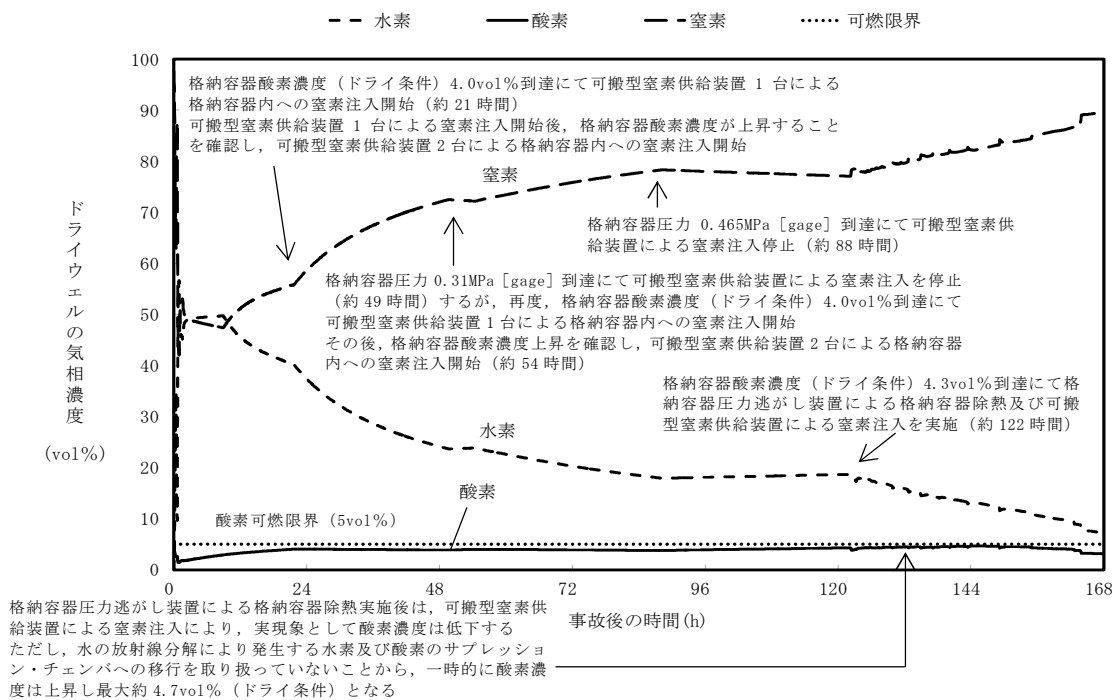 水素 酸素 窒素 可燃限界
100
90
80
70
60
50
40
30
20
10
0
ドライウェルの気相濃度
(vol%)
格納容器酸素濃度（ドライ条件）4.0vol%到達にて可搬型窒素供給装置 1 台による
格納容器内への窒素注入開始（約 21 時間）
可搬型窒素供給装置 1 台による窒素注入開始後，格納容器酸素濃度が上昇すること
を確認し，可搬型窒素供給装置 2 台による格納容器内への窒素注入開始
窒素
格納容器圧力 0.465MPa［gage］到達にて可搬型窒素供
給装置による窒素注入停止（約 88 時間）
格納容器圧力 0.31MPa［gage］到達にて可搬型窒素供給装置による窒素注入を停止
（約 49 時間）するが，再度，格納容器酸素濃度（ドライ条件）4.0vol%到達にて
可搬型窒素供給装置 1 台による格納容器内への窒素注入開始
その後，格納容器酸素濃度上昇を確認し，可搬型窒素供給装置 2 台による格納容器
内への窒素注入開始（約 54 時間）
格納容器酸素濃度（ドライ条件）4.3vol%到達にて格
納容器圧力逃がし装置による格納容器除熱及び可搬
型窒素供給装置による窒素注入を実施（約 122 時間）
水素
酸素
酸素可燃限界（5vol%）
0 24 48 72 96 120 144 168
事故後の時間(h)
格納容器圧力逃がし装置による格納容器除熱実施後は，可搬型窒素供
給装置による窒素注入により，実現象として酸素濃度は低下する
ただし，水の放射線分解により発生する水素及び酸素のサプレッショ
ン・チェンバへの移行を取り扱っていないことから，一時的に酸素濃
度は上昇し最大約 4.7vol%（ドライ条件）となる